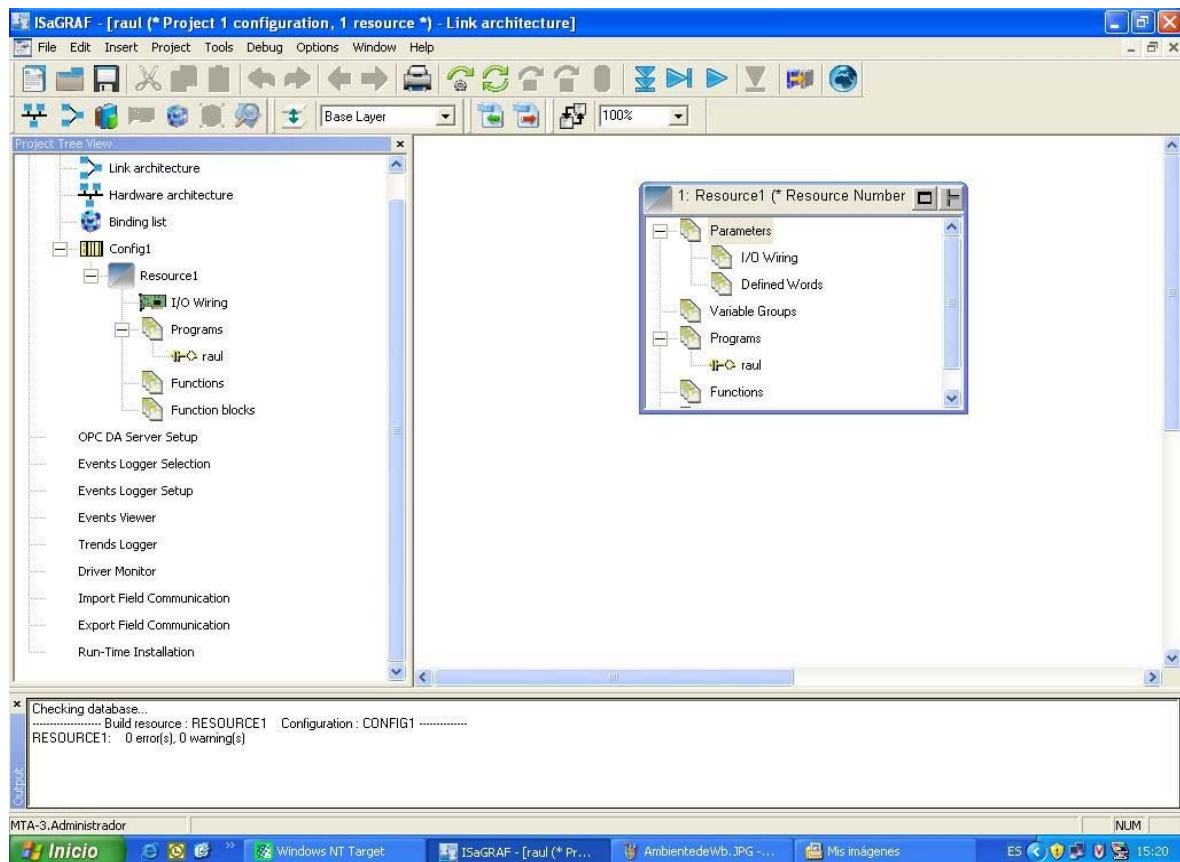 ISaGRAF - [raul (* Project 1 configuration, 1 resource *) - Link architecture]
File Edit Insert Project Tools Debug Options Window Help
Base Layer
100%
Project Tree View
Link architecture
Hardware architecture
Binding list
Config1
Resource1
I/O Wiring
Programs
raul
Functions
Function blocks
OPC DA Server Setup
Events Logger Selection
Events Logger Setup
Events Viewer
Trends Logger
Driver Monitor
Import Field Communication
Export Field Communication
Run-Time Installation
1: Resource1 (* Resource Number
Parameters
I/O Wiring
Defined Words
Variable Groups
Programs
raul
Functions
Checking database...
------------------- Build resource : RESOURCE1 Configuration : CONFIG1 -------------
RESOURCE1: 0 error(s), 0 warning(s)
Output
MTA-3.Administrador
NUM
Inicio
Windows NT Target
ISaGRAF - [raul (* Pr...
AmbientedeWb.JPG -...
Mis imágenes
ES
15:20